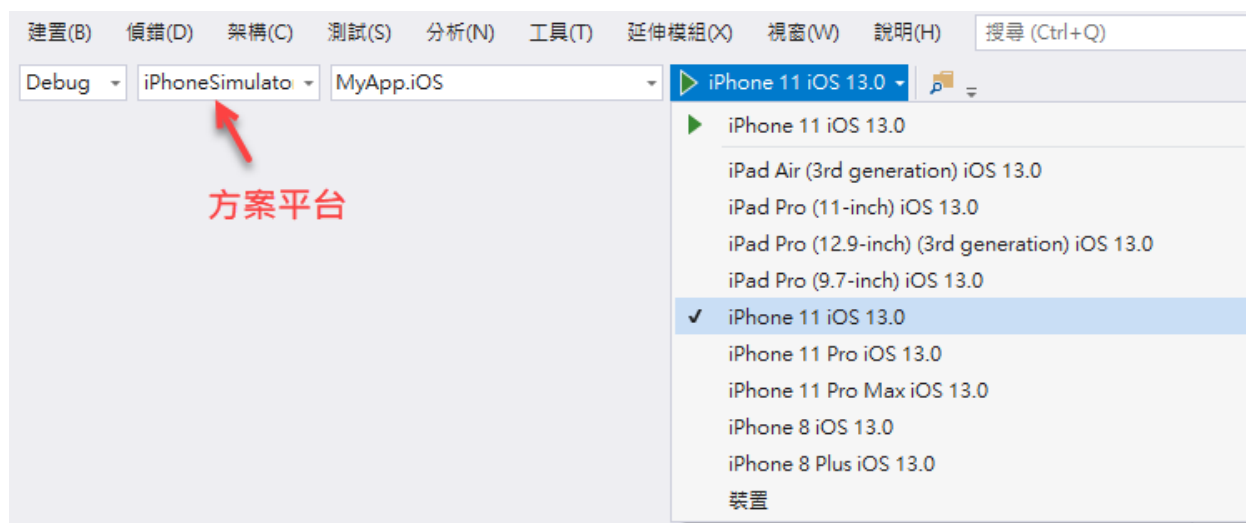 建置(B) 偵錯(D) 架構(C) 測試(S) 分析(N) 工具(T) 延伸模組(X) 視窗(W) 說明(H) 搜尋 (Ctrl+Q)
Debug iPhoneSimulato MyApp.iOS iPhone 11 iOS 13.0
iPhone 11 iOS 13.0
iPad Air (3rd generation) iOS 13.0
方案平台
iPad Pro (11-inch) iOS 13.0
iPad Pro (12.9-inch) (3rd generation) iOS 13.0
iPad Pro (9.7-inch) iOS 13.0
iPhone 11 iOS 13.0
iPhone 11 Pro iOS 13.0
iPhone 11 Pro Max iOS 13.0
iPhone 8 iOS 13.0
iPhone 8 Plus iOS 13.0
裝置